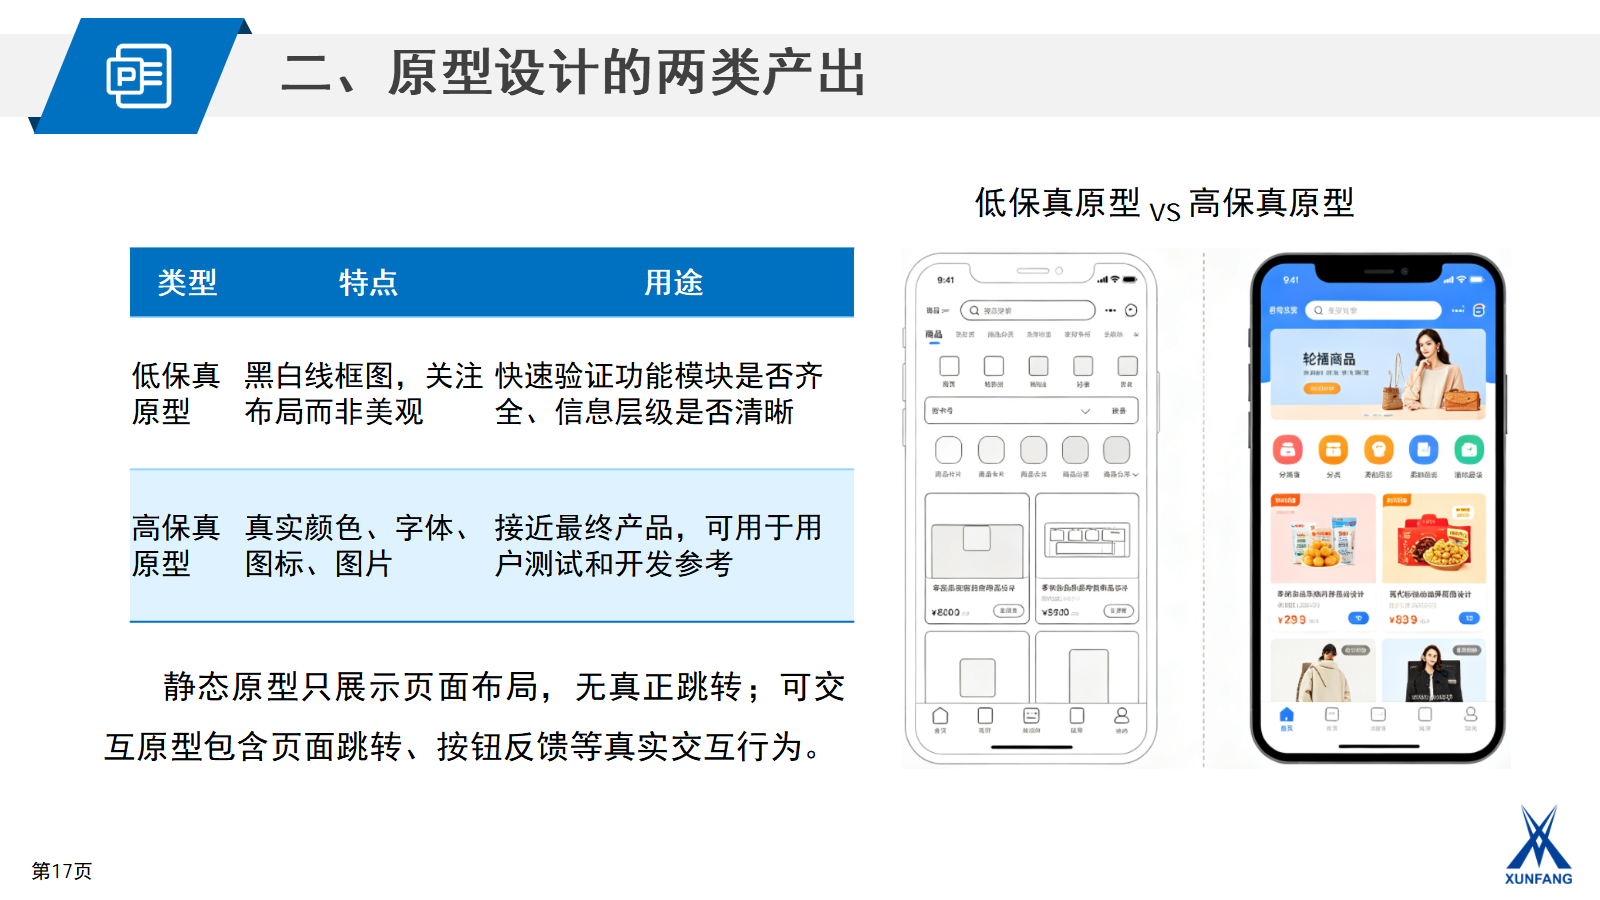 二、原型设计的两类产出
低保真原型 VS 高保真原型
类型 特点 用途
低保真原型 黑白线框图，关注布局而非美观 快速验证功能模块是否齐全、信息层级是否清晰
高保真原型 真实颜色、字体、图标、图片 接近最终产品，可用于用户测试和开发参考
静态原型只展示页面布局，无真正跳转；可交
互原型包含页面跳转、按钮反馈等真实交互行为。
9:41
商品
¥8000
9:41
轮播商品
分类
¥299
¥839
首页
第17页
XUNFANG